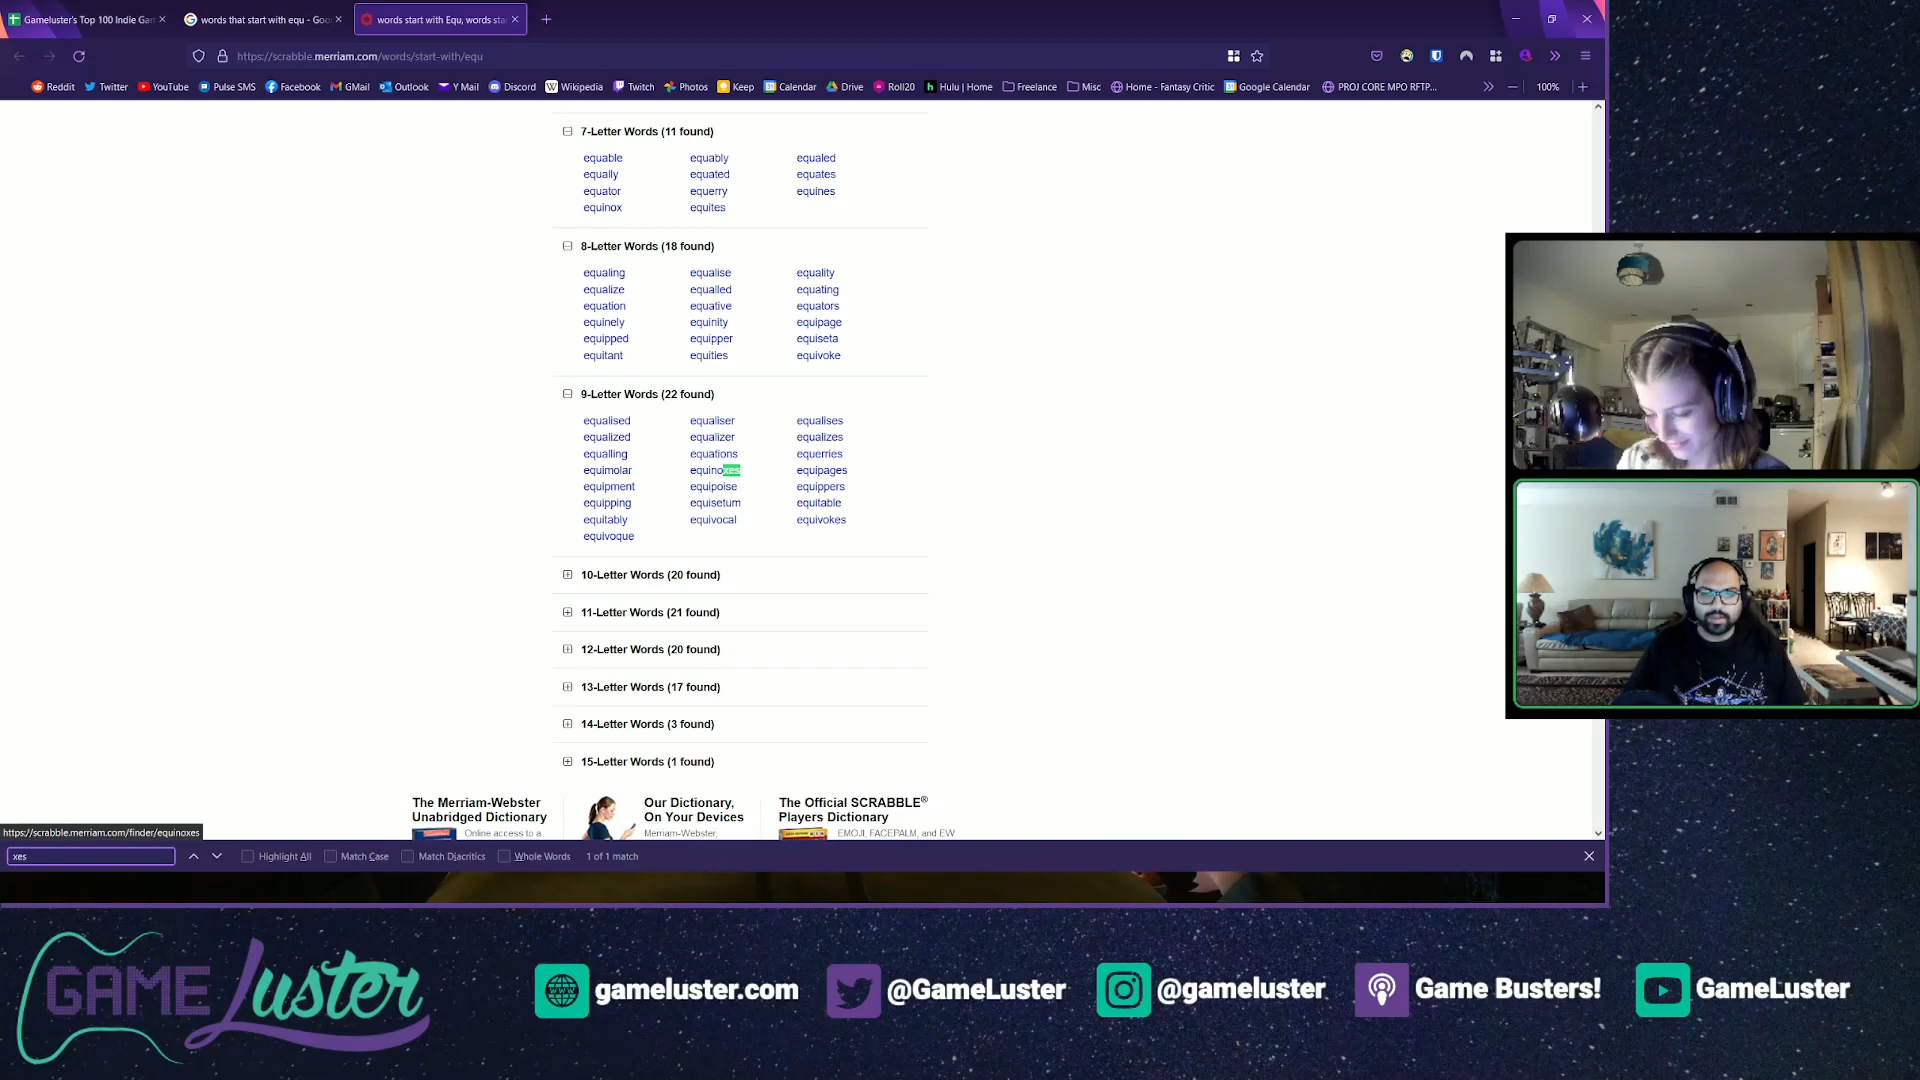 Gameluster's Top 100 Indie Gan
words that start with equ - Goo
words start with Equ, words sta
https://scrabble.merriam.com/words/start-with/equ
Reddit
Twitter
YouTube
Pulse SMS
Facebook
GMail
Outlook
Y Mail
Discord
Wikipedia
Twitch
Photos
Keep
Calendar
Drive
Roll20
Hulu | Home
Freelance
Misc
Home - Fantasy Critic
Google Calendar
PROJ CORE MPO RFTP...
100%
7-Letter Words (11 found)
equable equably equaled
equally equated equates
equator equerry equines
equinox equites
8-Letter Words (18 found)
equaling equalise equality
equalize equalled equating
equation equative equators
equinely equinity equipage
equipped equipper equiseta
equitant equities equivoke
9-Letter Words (22 found)
equalised equaliser equalises
equalized equalizer equalizes
equalling equations equerries
equimolar equinoxes equipages
equipment equipoise equippers
equipping equisetum equitable
equitably equivocal equivokes
equivoque
10-Letter Words (20 found)
11-Letter Words (21 found)
12-Letter Words (20 found)
13-Letter Words (17 found)
14-Letter Words (3 found)
15-Letter Words (1 found)
The Merriam-Webster
Unabridged Dictionary
Online access to a
Our Dictionary,
On Your Devices
Merriam-Webster,
The Official SCRABBLE®
Players Dictionary
EMOJI, FACEPALM, and EW
https://scrabble.merriam.com/finder/equinoxes
xes
Highlight All
Match Case
Match Diacritics
Whole Words
1 of 1 match
GAME Luster
gameluster.com
@GameLuster
@gameluster
Game Busters!
GameLuster